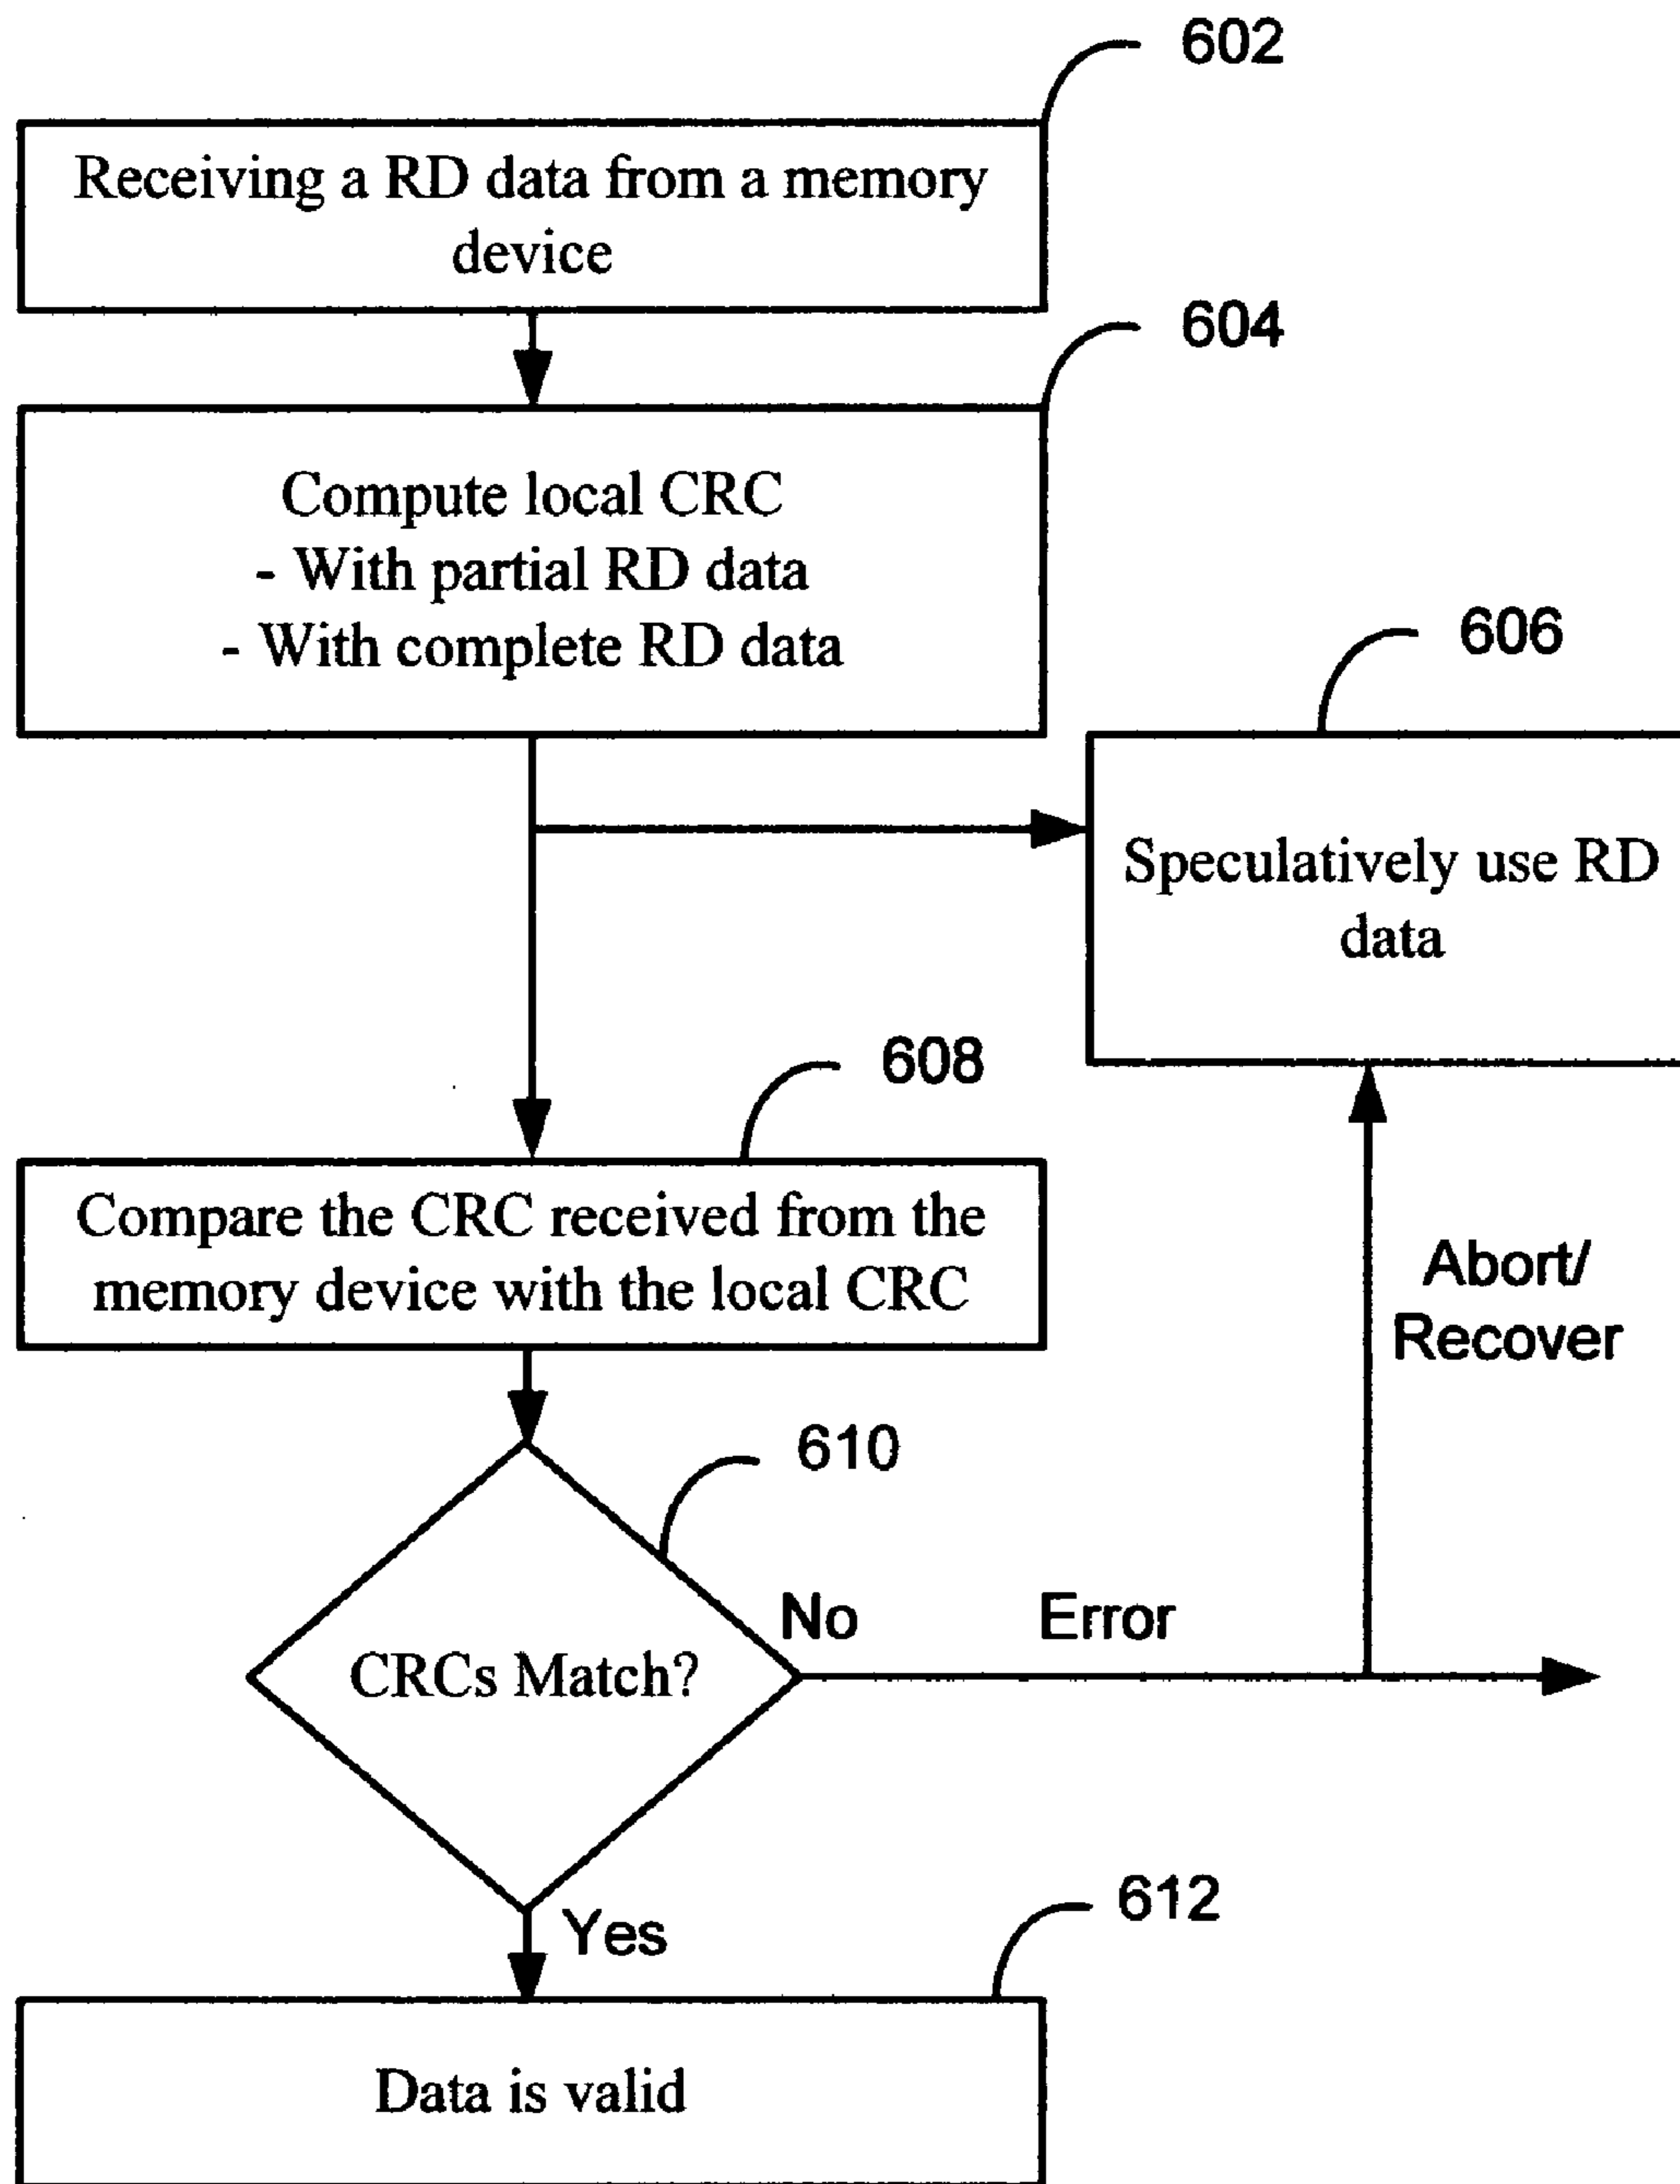 602
Receiving a RD data from a memory
device
604
Compute local CRC
- With partial RD data
- With complete RD data
606
Speculatively use RD
data
608
Compare the CRC received from the
memory device with the local CRC
Abort/
Recover
610
CRCs Match?
No
Error
Yes
612
Data is valid